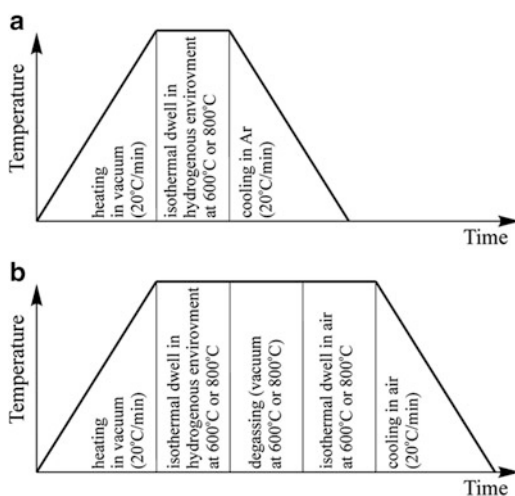 a
Temperature
heating
in vacuum
(20°C/min)
isothermal dwell in
hydrogenous envirovment
at 600°C or 800°C
cooling in Ar
(20°C/min)
Time
b
Temperature
heating
in vacuum
(20°C/min)
isothermal dwell in
hydrogenous envirovment
at 600°C or 800°C
degassing (vacuum
at 600°C or 800°C)
isothermal dwell in air
at 600°C or 800°C
cooling in air
(20°C/min)
Time